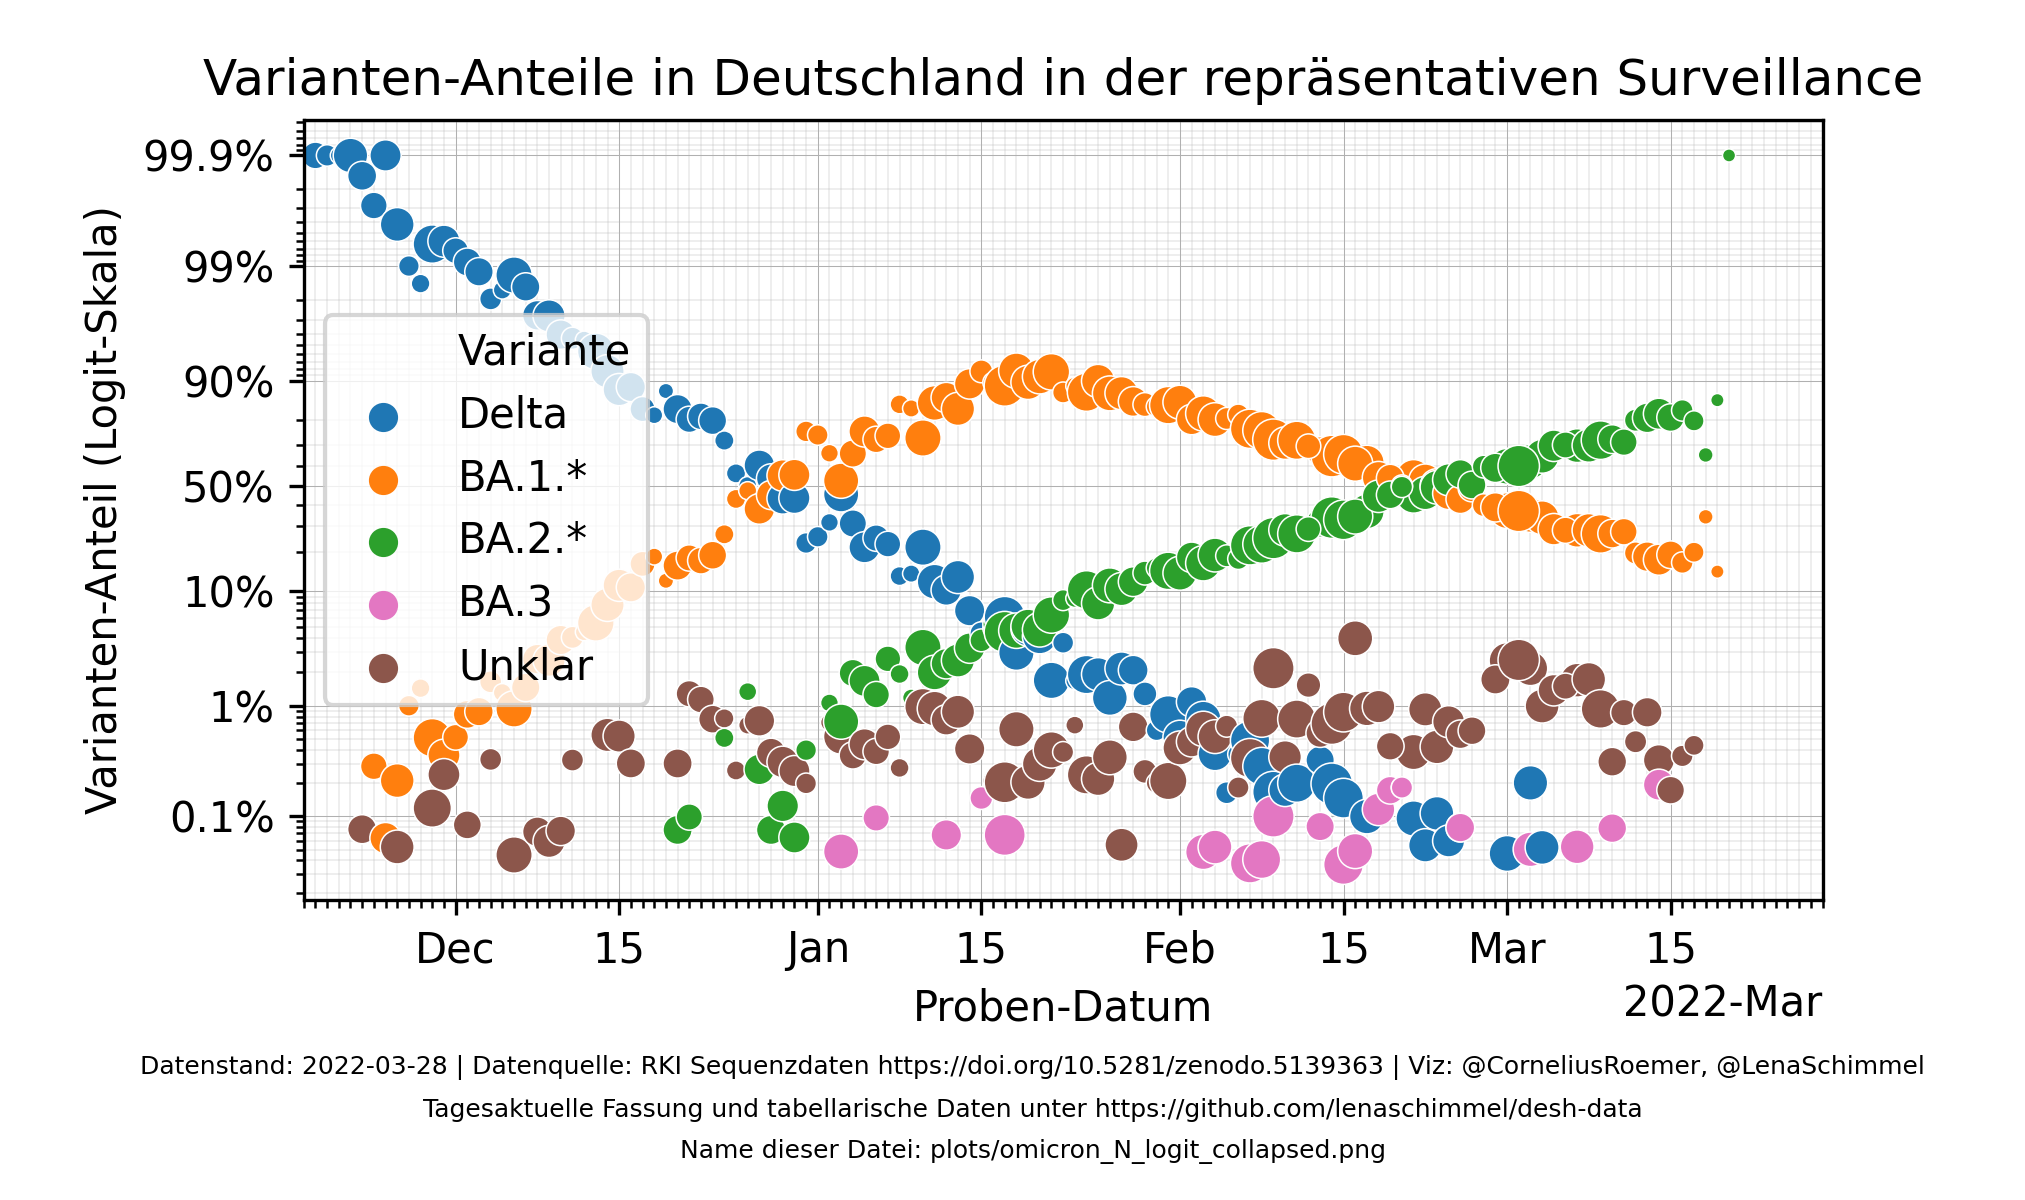 Varianten-Anteile in Deutschland in der repräsentativen Surveillance
Varianten-Anteil (Logit-Skala)
99.9%
99%
90%
50%
10%
1%
0.1%
Variante
Delta
BA.1.*
BA.2.*
BA.3
Unklar
Dec 15 Jan 15 Feb 15 Mar 15
Proben-Datum
2022-Mar
Datenstand: 2022-03-28 | Datenquelle: RKI Sequenzdaten https://doi.org/10.5281/zenodo.5139363 | Viz: @CorneliusRoemer, @LenaSchimmel
Tagesaktuelle Fassung und tabellarische Daten unter https://github.com/lenaschimmel/desh-data
Name dieser Datei: plots/omicron_N_logit_collapsed.png